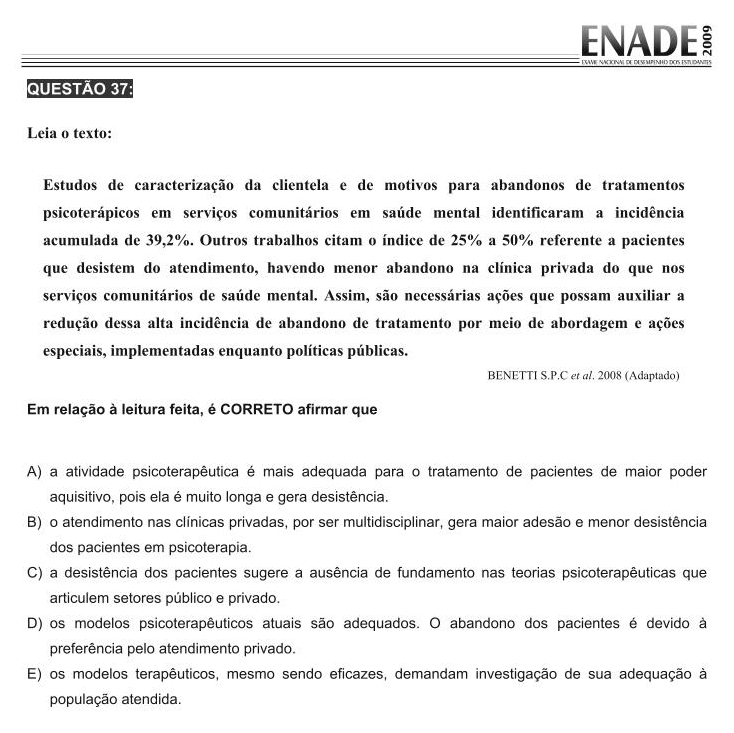 ENADE 2009
EXAME NACIONAL DE DESEMPENHO DOS ESTUDANTES
QUESTÃO 37:
Leia o texto:
Estudos de caracterização da clientela e de motivos para abandonos de tratamentos
psicoterápicos em serviços comunitários em saúde mental identificaram a incidência
acumulada de 39,2%. Outros trabalhos citam o índice de 25% a 50% referente a pacientes
que desistem do atendimento, havendo menor abandono na clínica privada do que nos
serviços comunitários de saúde mental. Assim, são necessárias ações que possam auxiliar a
redução dessa alta incidência de abandono de tratamento por meio de abordagem e ações
especiais, implementadas enquanto políticas públicas.
BENETTI S.P.C et al. 2008 (Adaptado)
Em relação à leitura feita, é CORRETO afirmar que
A) a atividade psicoterapêutica é mais adequada para o tratamento de pacientes de maior poder
aquisitivo, pois ela é muito longa e gera desistência.
B) o atendimento nas clínicas privadas, por ser multidisciplinar, gera maior adesão e menor desistência
dos pacientes em psicoterapia.
C) a desistência dos pacientes sugere a ausência de fundamento nas teorias psicoterapêuticas que
articulem setores público e privado.
D) os modelos psicoterapêuticos atuais são adequados. O abandono dos pacientes é devido à
preferência pelo atendimento privado.
E) os modelos terapêuticos, mesmo sendo eficazes, demandam investigação de sua adequação à
população atendida.